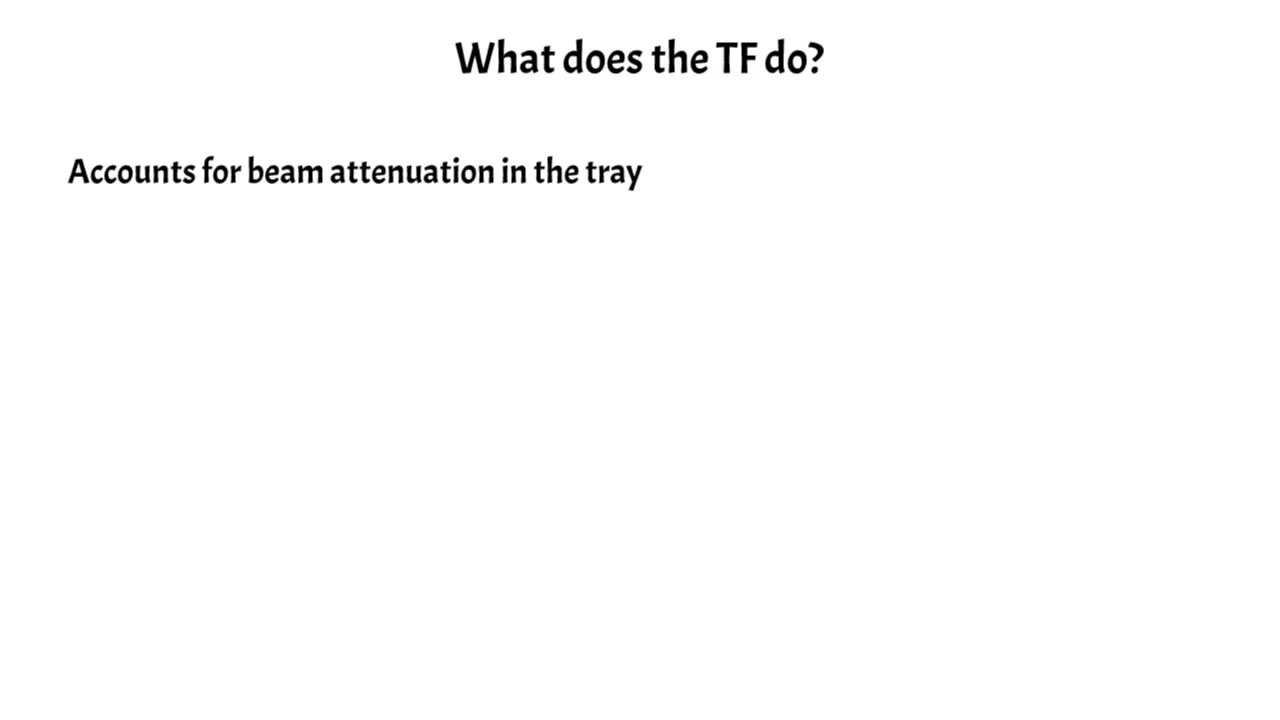 What does the TF do?
Accounts for beam attenuation in the tray